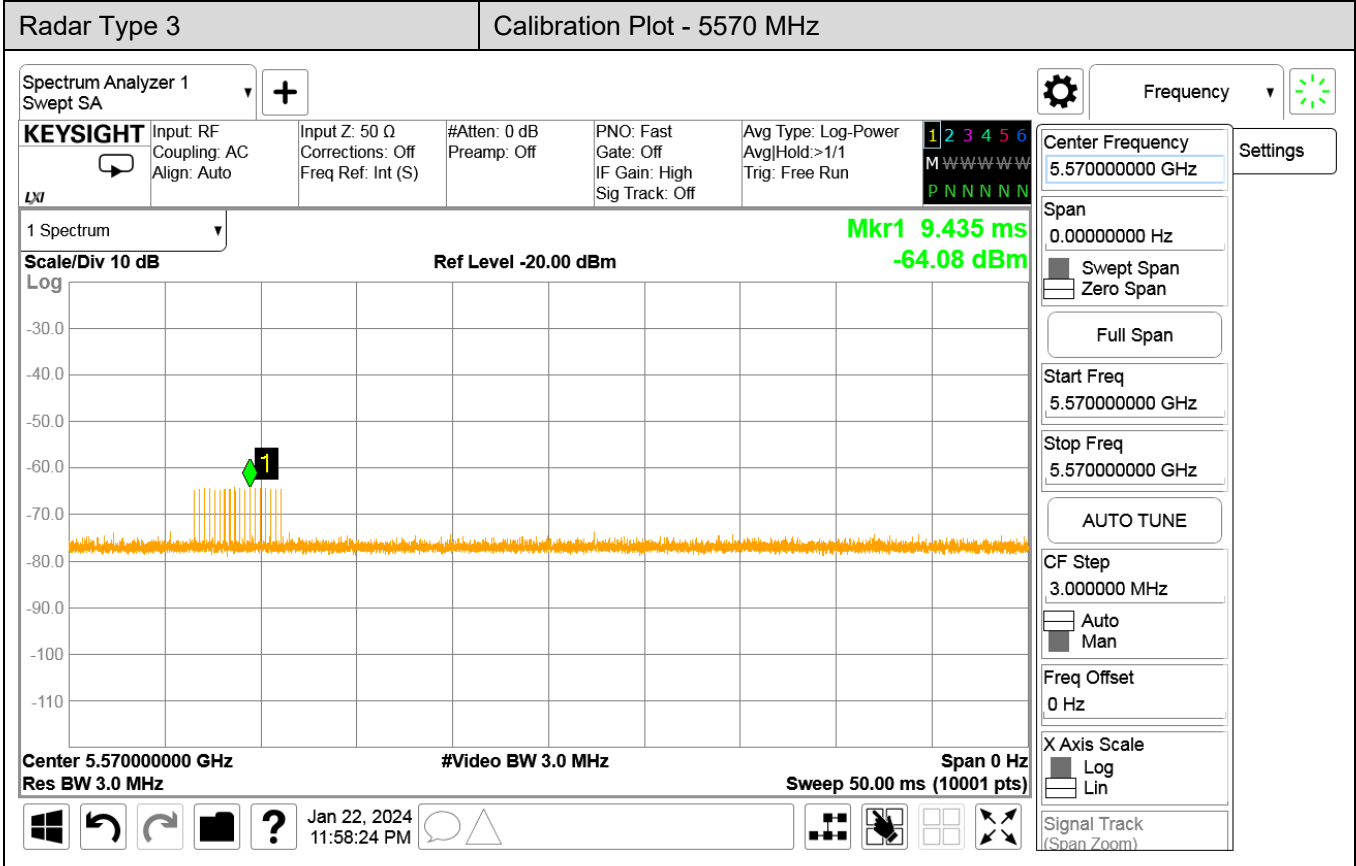 Radar Type 3
Calibration Plot - 5570 MHz
Spectrum Analyzer 1
Swept SA
Frequency
KEYSIGHT
LXI
Input: RF
Coupling: AC
Align: Auto
Input Z: 50 Ω
Corrections: Off
Freq Ref: Int (S)
#Atten: 0 dB
Preamp: Off
PNO: Fast
Gate: Off
IF Gain: High
Sig Track: Off
Avg Type: Log-Power
Avg|Hold:>1/1
Trig: Free Run
1 2 3 4 5 6
M W W W W W
P N N N N N
Settings
1 Spectrum
Mkr1 9.435 ms
-64.08 dBm
Scale/Div 10 dB
Ref Level -20.00 dBm
Log
-30.0
-40.0
-50.0
-60.0
-70.0
-80.0
-90.0
-100
-110
1
Center 5.570000000 GHz
#Video BW 3.0 MHz
Span 0 Hz
Res BW 3.0 MHz
Sweep 50.00 ms (10001 pts)
Center Frequency
5.570000000 GHz
Span
0.00000000 Hz
Swept Span
Zero Span
Full Span
Start Freq
5.570000000 GHz
Stop Freq
5.570000000 GHz
AUTO TUNE
CF Step
3.000000 MHz
Auto
Man
Freq Offset
0 Hz
X Axis Scale
Log
Lin
Signal Track
(Span Zoom)
?
Jan 22, 2024
11:58:24 PM